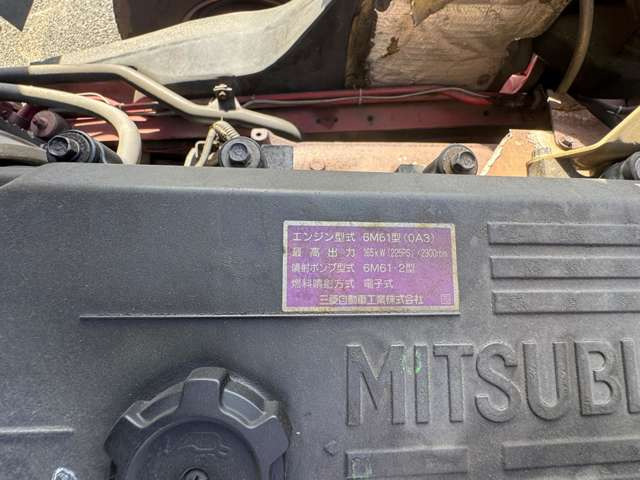 エンジン型式 6M61型(0A3)
最高出力 165kW(225PS)/2300rpm
噴射ポンプ型式 6M61-2型
燃料噴射方式 電子式
三菱自動車工業株式会社
MITSUBI